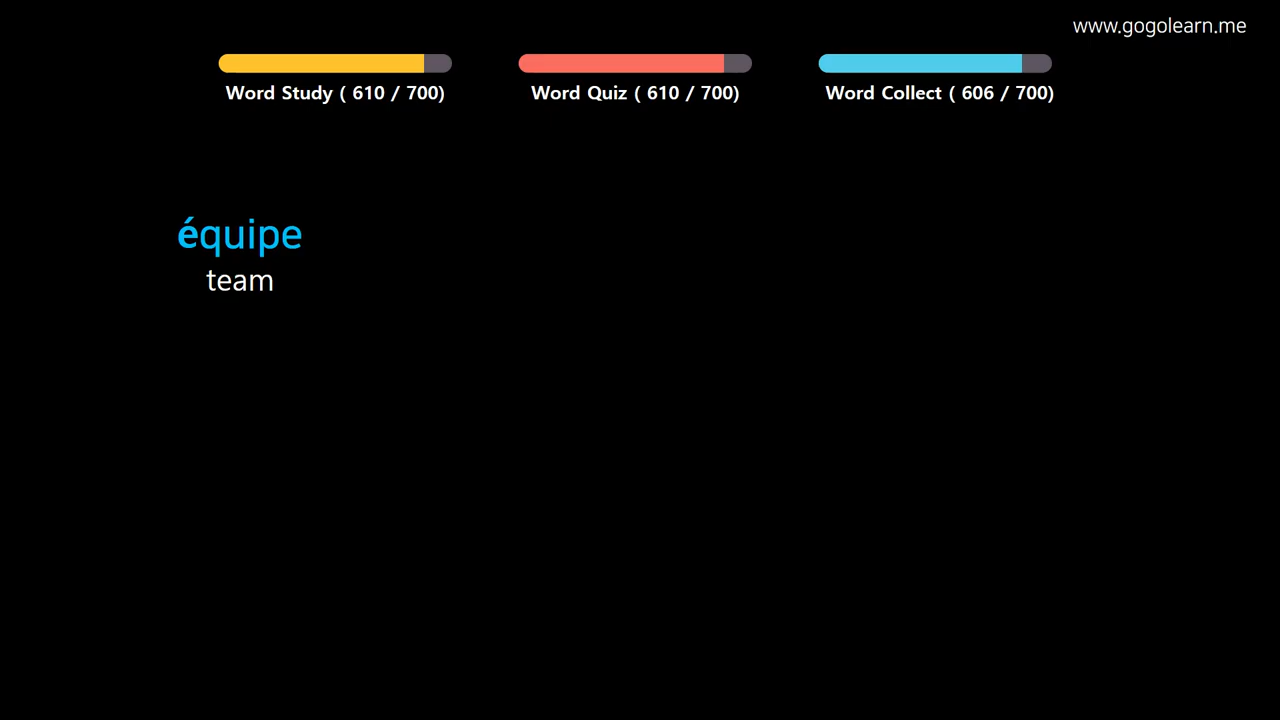 www.gogolearn.me
Word Study ( 610 / 700)
Word Quiz ( 610 / 700)
Word Collect ( 606 / 700)
équipe
team